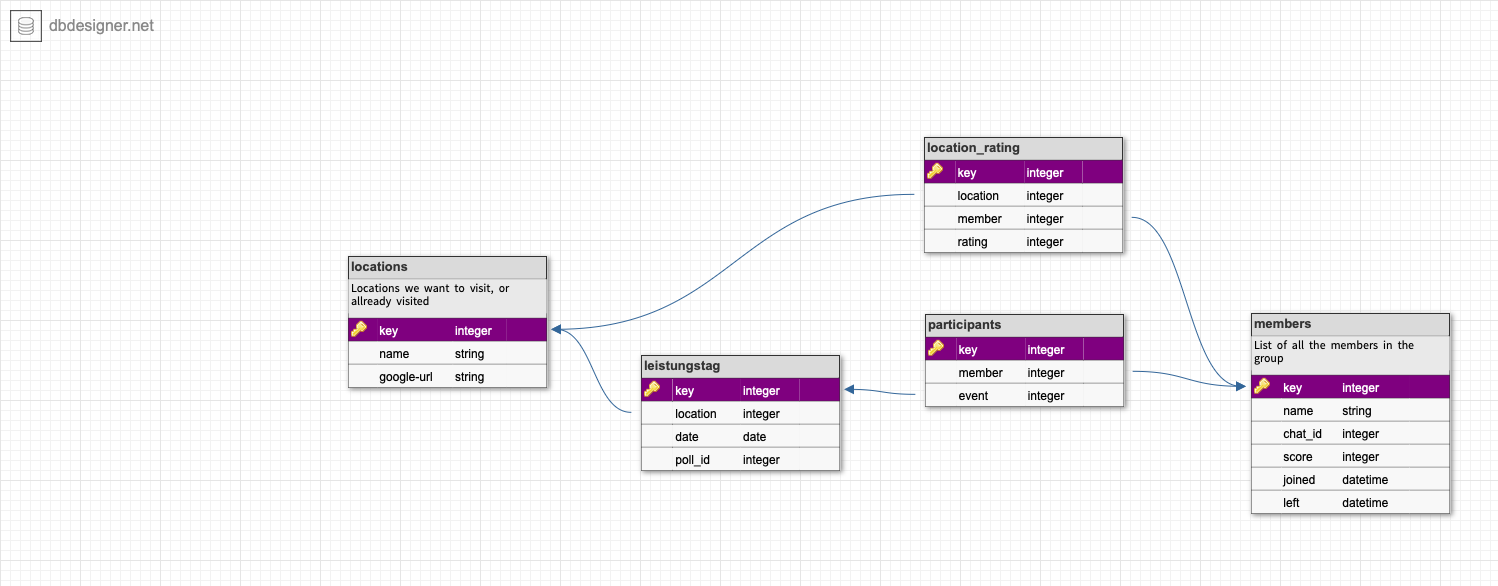 dbdesigner.net
location_rating
key integer
location integer
member integer
rating integer
locations
Locations we want to visit, or
allready visited
key integer
name string
google-url string
leistungstag
key integer
location integer
date date
poll_id integer
participants
key integer
member integer
event integer
members
List of all the members in the
group
key integer
name string
chat_id integer
score integer
joined datetime
left datetime